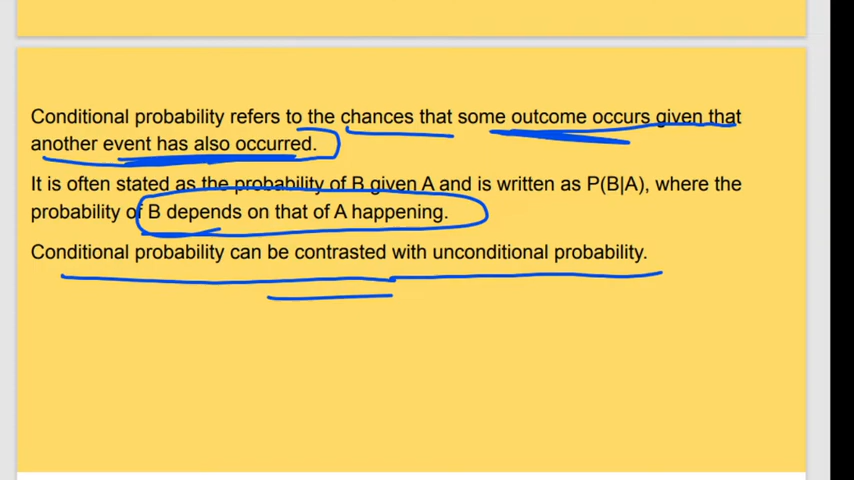 Conditional probability refers to the chances that some outcome occurs given that
another event has also occurred.
It is often stated as the probability of B given A and is written as P(B|A), where the
probability of B depends on that of A happening.
Conditional probability can be contrasted with unconditional probability.